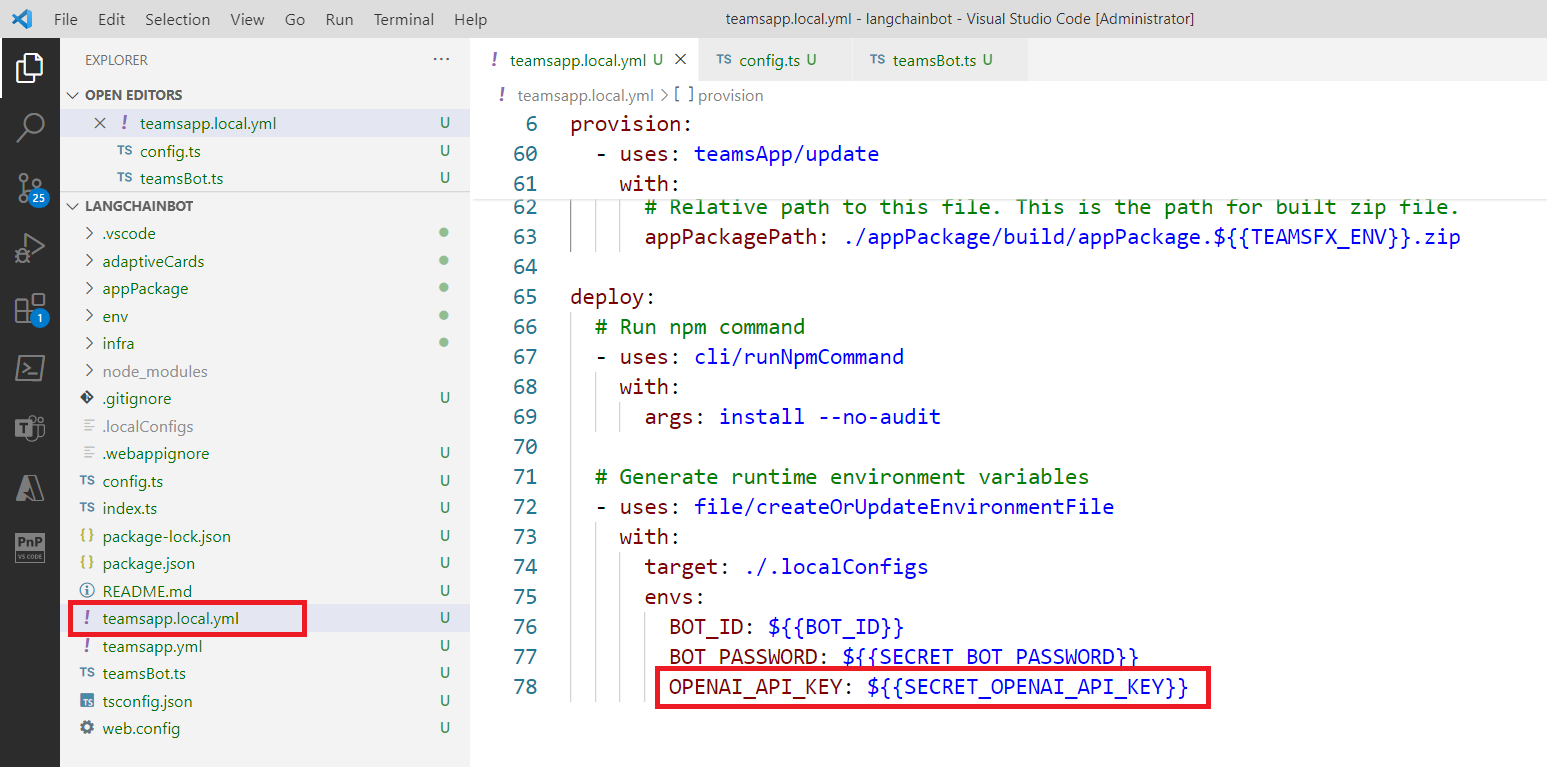 File Edit Selection View Go Run Terminal Help teamsapp.local.yml - langchainbot - Visual Studio Code [Administrator]
EXPLORER ...
OPEN EDITORS
! teamsapp.local.yml U
TS config.ts U
TS teamsBot.ts U
LANGCHAINBOT
.vscode
adaptiveCards
appPackage
env
infra
node_modules
.gitignore U
.localConfigs
.webappignore U
TS config.ts U
TS index.ts U
{} package-lock.json U
{} package.json U
README.md U
! teamsapp.local.yml U
! teamsapp.yml U
TS teamsBot.ts U
TS tsconfig.json U
web.config U
25
1
PnP
VS CODE
! teamsapp.local.yml U TS config.ts U TS teamsBot.ts U
! teamsapp.local.yml > [ ] provision
6 provision:
60 - uses: teamsApp/update
61 with:
62 # Relative path to this file. This is the path for built zip file.
63 appPackagePath: ./appPackage/build/appPackage.${{TEAMSFX_ENV}}.zip
64
65 deploy:
66 # Run npm command
67 - uses: cli/runNpmCommand
68 with:
69 args: install --no-audit
70
71 # Generate runtime environment variables
72 - uses: file/createOrUpdateEnvironmentFile
73 with:
74 target: ./.localConfigs
75 envs:
76 BOT_ID: ${{BOT_ID}}
77 BOT_PASSWORD: ${{SECRET_BOT_PASSWORD}}
78 OPENAI_API_KEY: ${{SECRET_OPENAI_API_KEY}}